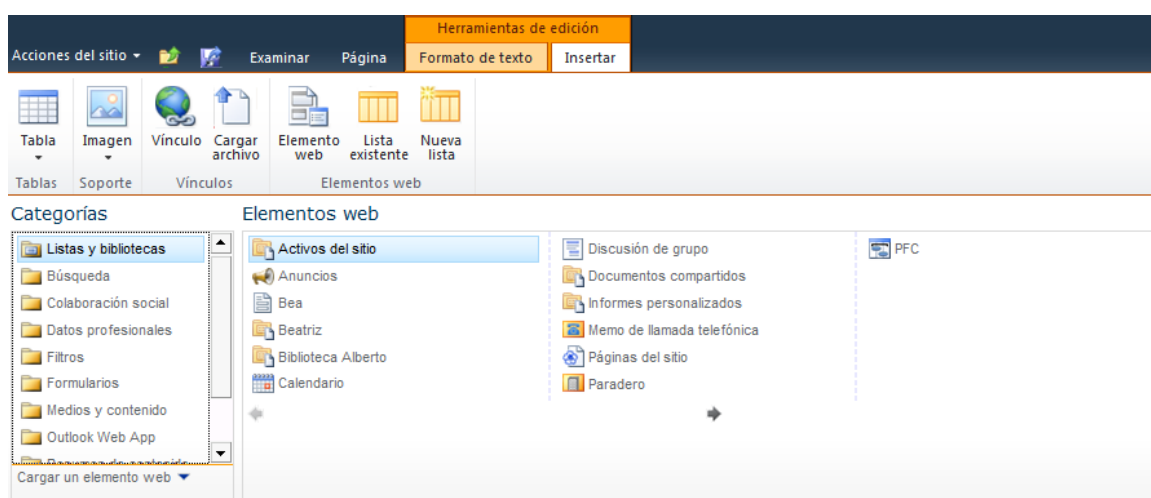 Herramientas de edición
Acciones del sitio Examinar Página Formato de texto Insertar
Tabla Imagen Vínculo Cargar archivo Elemento web Lista existente Nueva lista
Tablas Soporte Vínculos Elementos web
Categorías
Listas y bibliotecas
Búsqueda
Colaboración social
Datos profesionales
Filtros
Formularios
Medios y contenido
Outlook Web App
Cargar un elemento web
Elementos web
Activos del sitio
Anuncios
Bea
Beatriz
Biblioteca Alberto
Calendario
Discusión de grupo
Documentos compartidos
Informes personalizados
Memo de llamada telefónica
Páginas del sitio
Paradero
PFC